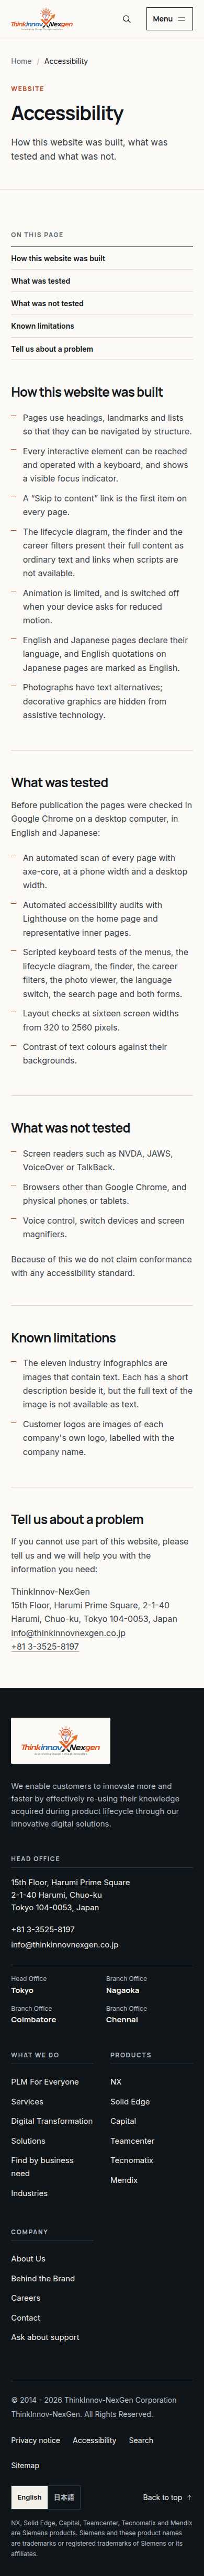 ThinkInnovXNexgen
Menu
Home / Accessibility
WEBSITE
Accessibility
How this website was built, what was
tested and what was not.
ON THIS PAGE
How this website was built
What was tested
What was not tested
Known limitations
Tell us about a problem
How this website was built
Pages use headings, landmarks and lists
so that they can be navigated by structure.
Every interactive element can be reached
and operated with a keyboard, and shows
a visible focus indicator.
A “Skip to content” link is the first item on
every page.
The lifecycle diagram, the finder and the
career filters present their full content as
ordinary text and links when scripts are
not available.
Animation is limited, and is switched off
when your device asks for reduced
motion.
English and Japanese pages declare their
language, and English quotations on
Japanese pages are marked as English.
Photographs have text alternatives;
decorative graphics are hidden from
assistive technology.
What was tested
Before publication the pages were checked in
Google Chrome on a desktop computer, in
English and Japanese:
An automated scan of every page with
axe-core, at a phone width and a desktop
width.
Automated accessibility audits with
Lighthouse on the home page and
representative inner pages.
Scripted keyboard tests of the menus, the
lifecycle diagram, the finder, the career
filters, the photo viewer, the language
switch, the search page and both forms.
Layout checks at sixteen screen widths
from 320 to 2560 pixels.
Contrast of text colours against their
backgrounds.
What was not tested
Screen readers such as NVDA, JAWS,
VoiceOver or TalkBack.
Browsers other than Google Chrome, and
physical phones or tablets.
Voice control, switch devices and screen
magnifiers.
Because of this we do not claim conformance
with any accessibility standard.
Known limitations
The eleven industry infographics are
images that contain text. Each has a short
description beside it, but the full text of the
image is not available as text.
Customer logos are images of each
company's own logo, labelled with the
company name.
Tell us about a problem
If you cannot use part of this website, please
tell us and we will help you with the
information you need:
ThinkInnov-NexGen
15th Floor, Harumi Prime Square, 2-1-40
Harumi, Chuo-ku, Tokyo 104-0053, Japan
info@thinkinnovnexgen.co.jp
+81 3-3525-8197
ThinkInnovXNexgen
We enable customers to innovate more and
faster by effectively re-using their knowledge
acquired during product lifecycle through our
innovative digital solutions.
HEAD OFFICE
15th Floor, Harumi Prime Square
2-1-40 Harumi, Chuo-ku
Tokyo 104-0053, Japan
+81 3-3525-8197
info@thinkinnovnexgen.co.jp
Head Office
Tokyo
Branch Office
Nagaoka
Branch Office
Coimbatore
Branch Office
Chennai
WHAT WE DO
PLM For Everyone
Services
Digital Transformation
Solutions
Find by business
need
Industries
PRODUCTS
NX
Solid Edge
Capital
Teamcenter
Tecnomatix
Mendix
COMPANY
About Us
Behind the Brand
Careers
Contact
Ask about support
© 2014 - 2026 ThinkInnov-NexGen Corporation
ThinkInnov-NexGen. All Rights Reserved.
Privacy notice Accessibility Search
Sitemap
English 日本語 Back to top ↑
NX, Solid Edge, Capital, Teamcenter, Tecnomatix and Mendix
are Siemens products. Siemens and these product names
are trademarks or registered trademarks of Siemens or its
affiliates.